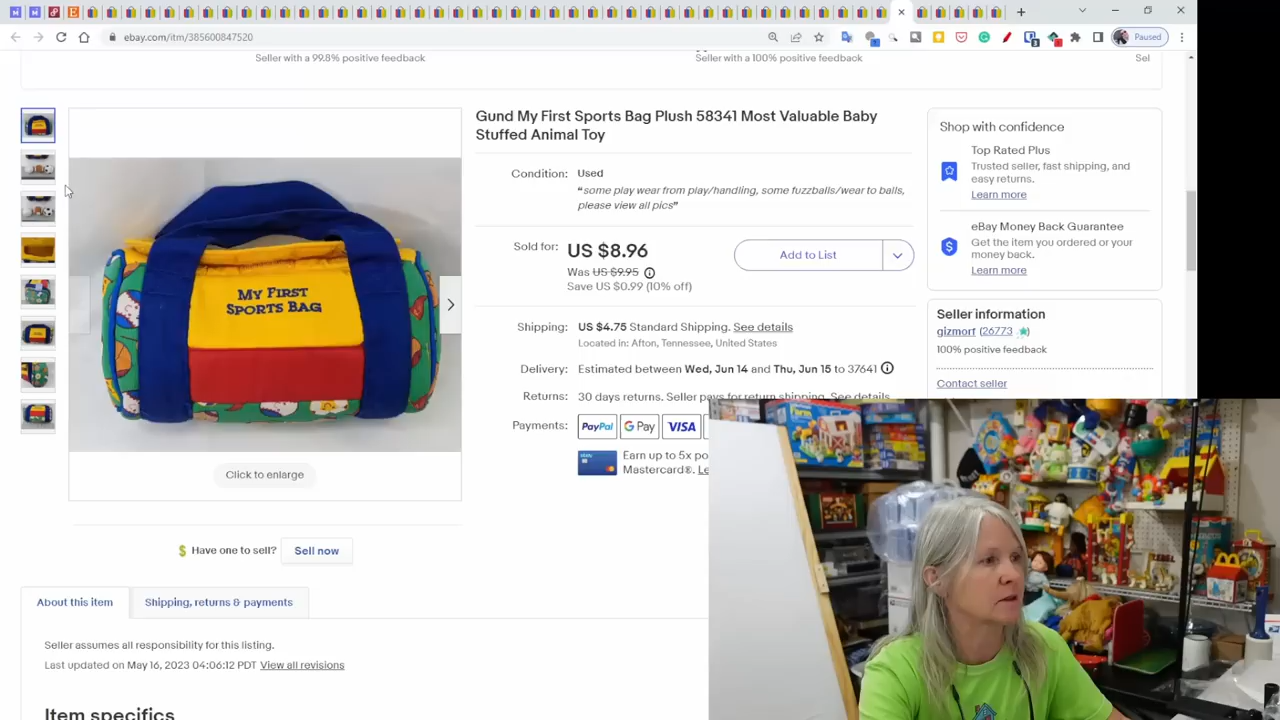 ebay.com/itm/385600847520
Paused
Seller with a 99.8% positive feedback
Seller with a 100% positive feedback
Sel
Gund My First Sports Bag Plush 58341 Most Valuable Baby
Stuffed Animal Toy
Condition: Used
“some play wear from play/handling, some fuzzballs/wear to balls,
please view all pics”
Sold for: US $8.96
Was US $9.95
Save US $0.99 (10% off)
Add to List
Shipping: US $4.75 Standard Shipping. See details
Located in: Afton, Tennessee, United States
Delivery: Estimated between Wed, Jun 14 and Thu, Jun 15 to 37641
Returns: 30 days returns. Seller pays for return shipping. See details
Payments: PayPal G Pay VISA
Earn up to 5x po
Mastercard®. Le
Shop with confidence
Top Rated Plus
Trusted seller, fast shipping, and
easy returns.
Learn more
eBay Money Back Guarantee
Get the item you ordered or your
money back.
Learn more
Seller information
gizmorf (26773)
100% positive feedback
Contact seller
MY FIRST
SPORTS BAG
Click to enlarge
Have one to sell? Sell now
About this item
Shipping, returns & payments
Seller assumes all responsibility for this listing.
Last updated on May 16, 2023 04:06:12 PDT View all revisions
Item specifics